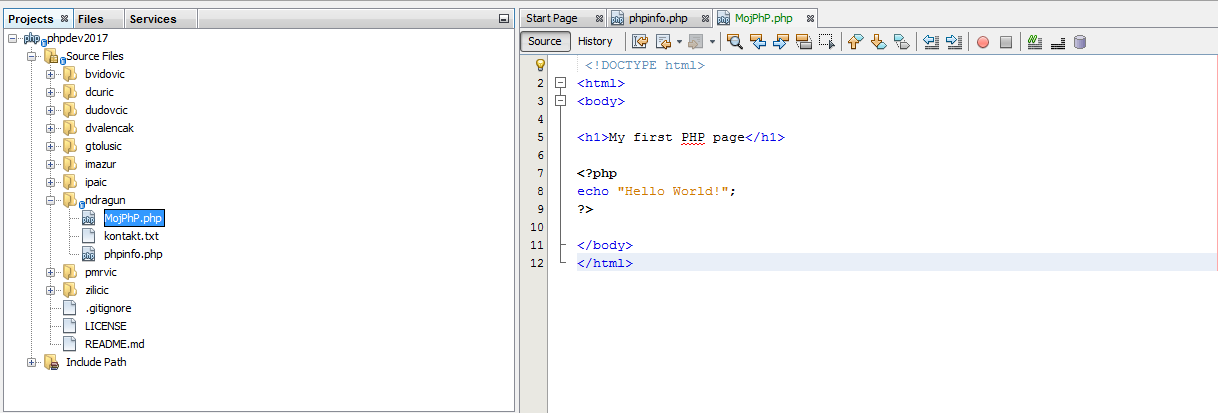 Projects Files Services
phpdev2017
Source Files
bvidovic
dcuric
dudovcic
dvalencak
gtolusic
imazur
ipaic
ndragun
MojPhP.php
kontakt.txt
phpinfo.php
pmrvic
zilicic
.gitignore
LICENSE
README.md
Include Path
Start Page phpinfo.php MojPhP.php
Source History
<!DOCTYPE html>
2 <html>
3 <body>
4
5 <h1>My first PHP page</h1>
6
7 <?php
8 echo "Hello World!";
9 ?>
10
11 </body>
12 </html>